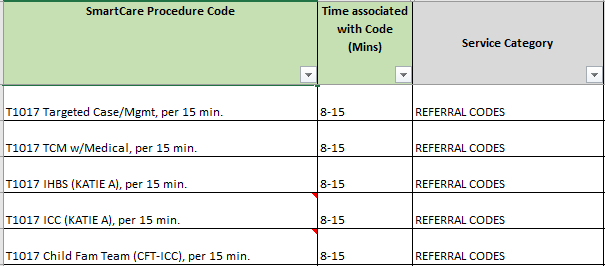 SmartCare Procedure Code Time associated with Code (Mins) Service Category
T1017 Targeted Case/Mgmt, per 15 min. 8-15 REFERRAL CODES
T1017 TCM w/Medical, per 15 min. 8-15 REFERRAL CODES
T1017 IHBS (KATIE A), per 15 min. 8-15 REFERRAL CODES
T1017 ICC (KATIE A), per 15 min. 8-15 REFERRAL CODES
T1017 Child Fam Team (CFT-ICC), per 15 min. 8-15 REFERRAL CODES